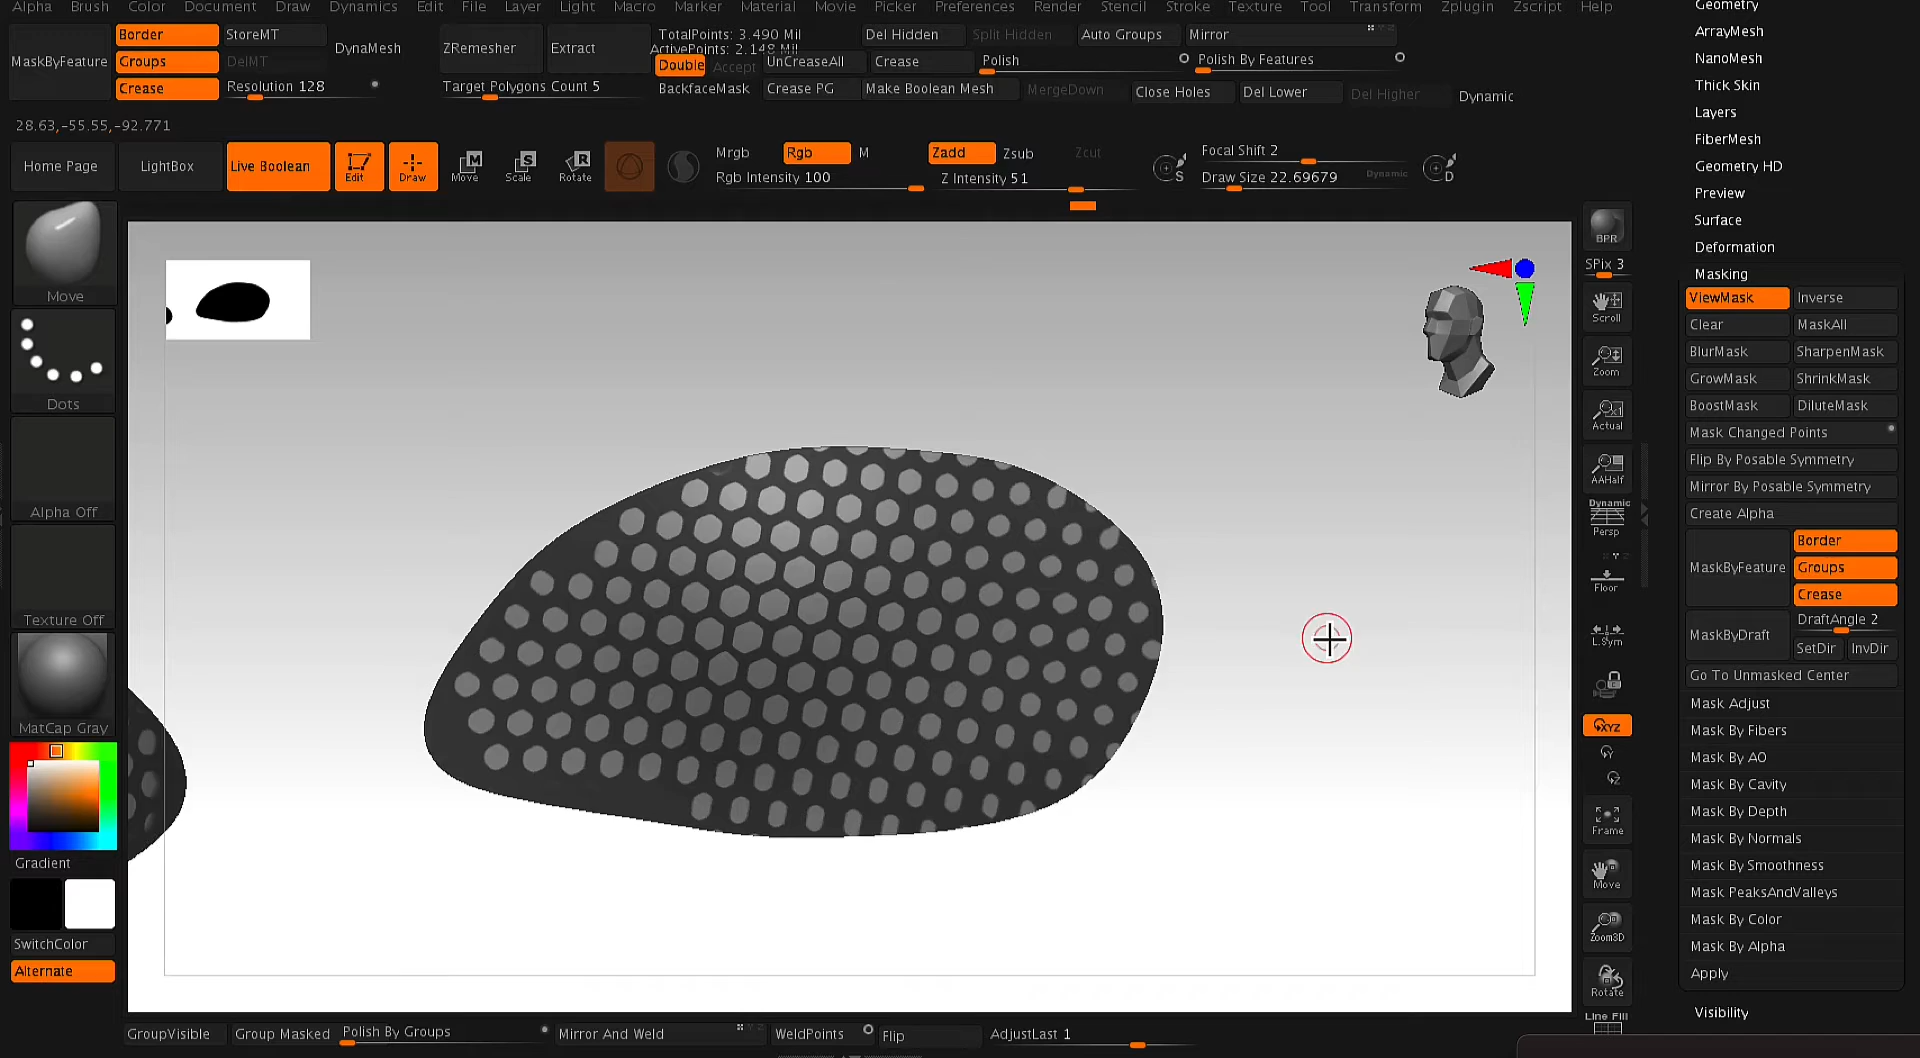 Alpha Brush Color Document Draw Dynamics Edit File Layer Light Macro Marker Material Movie Picker Preferences Render Stencil Stroke Texture Tool Transform Zplugin Zscript Help
MaskByFeature
Border
Groups
Crease
StoreMT
DelMT
Resolution 128
DynaMesh
ZRemesher
Extract
Target Polygons Count 5
TotalPoints: 3.490 Mil
ActivePoints: 2.148 Mil
Double Accept
BackfaceMask
Del Hidden Split Hidden Auto Groups Mirror
UnCreaseAll Crease Polish Polish By Features
Crease PG Make Boolean Mesh MergeDown Close Holes Del Lower Del Higher Dynamic
28.63,-55.55,-92.771
Home Page LightBox Live Boolean Edit Draw Move Scale Rotate
M S R
Mrgb Rgb M Zadd Zsub Zcut
Rgb Intensity 100 Z Intensity 51
S
Focal Shift 2
Draw Size 22.69679 Dynamic
D
Move
Dots
Alpha Off
Texture Off
MatCap Gray
Gradient
SwitchColor
Alternate
BPR
SPix 3
Scroll
Zoom
Actual
AAHalf
Dynamic
Persp
Floor
L.Sym
XYZ
Y
Z
Frame
Move
Zoom3D
Rotate
Line Fill
Geometry
ArrayMesh
NanoMesh
Thick Skin
Layers
FiberMesh
Geometry HD
Preview
Surface
Deformation
Masking
ViewMask Inverse
Clear MaskAll
BlurMask SharpenMask
GrowMask ShrinkMask
BoostMask DiluteMask
Mask Changed Points
Flip By Posable Symmetry
Mirror By Posable Symmetry
Create Alpha
MaskByFeature
Border
Groups
Crease
MaskByDraft
DraftAngle 2
SetDir InvDir
Go To Unmasked Center
Mask Adjust
Mask By Fibers
Mask By AO
Mask By Cavity
Mask By Depth
Mask By Normals
Mask By Smoothness
Mask PeaksAndValleys
Mask By Color
Mask By Alpha
Apply
Visibility
GroupVisible Group Masked Polish By Groups Mirror And Weld WeldPoints Flip AdjustLast 1